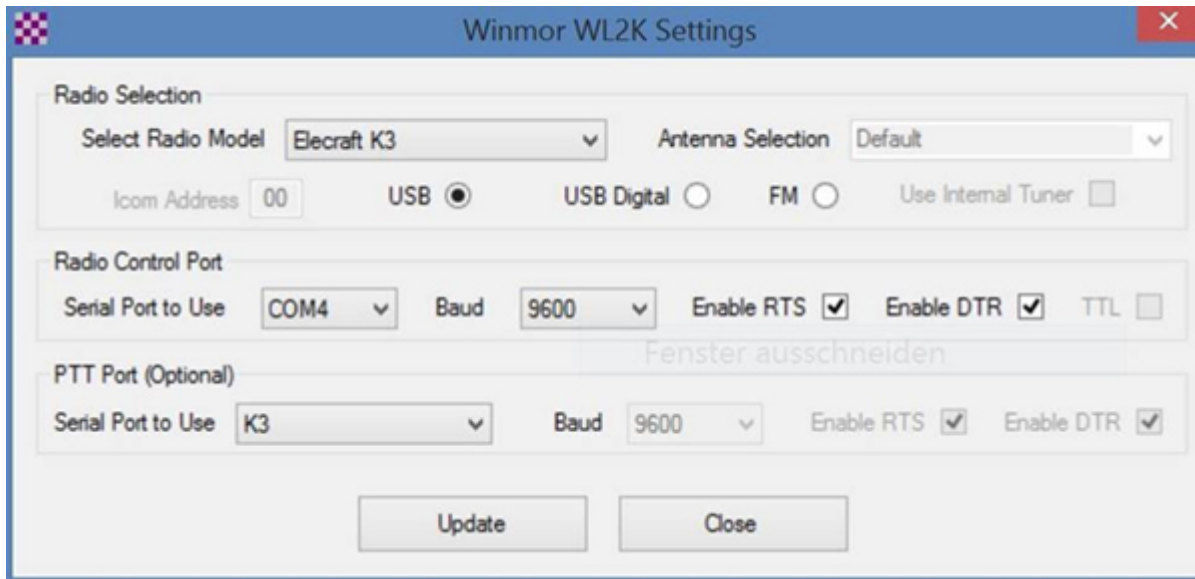 Winmor WL2K Settings
Radio Selection
Select Radio Model Elecraft K3 Antenna Selection Default
Icom Address 00 USB USB Digital FM Use Internal Tuner
Radio Control Port
Serial Port to Use COM4 Baud 9600 Enable RTS Enable DTR TTL
Fenster ausschneiden
PTT Port (Optional)
Serial Port to Use K3 Baud 9600 Enable RTS Enable DTR
Update Close